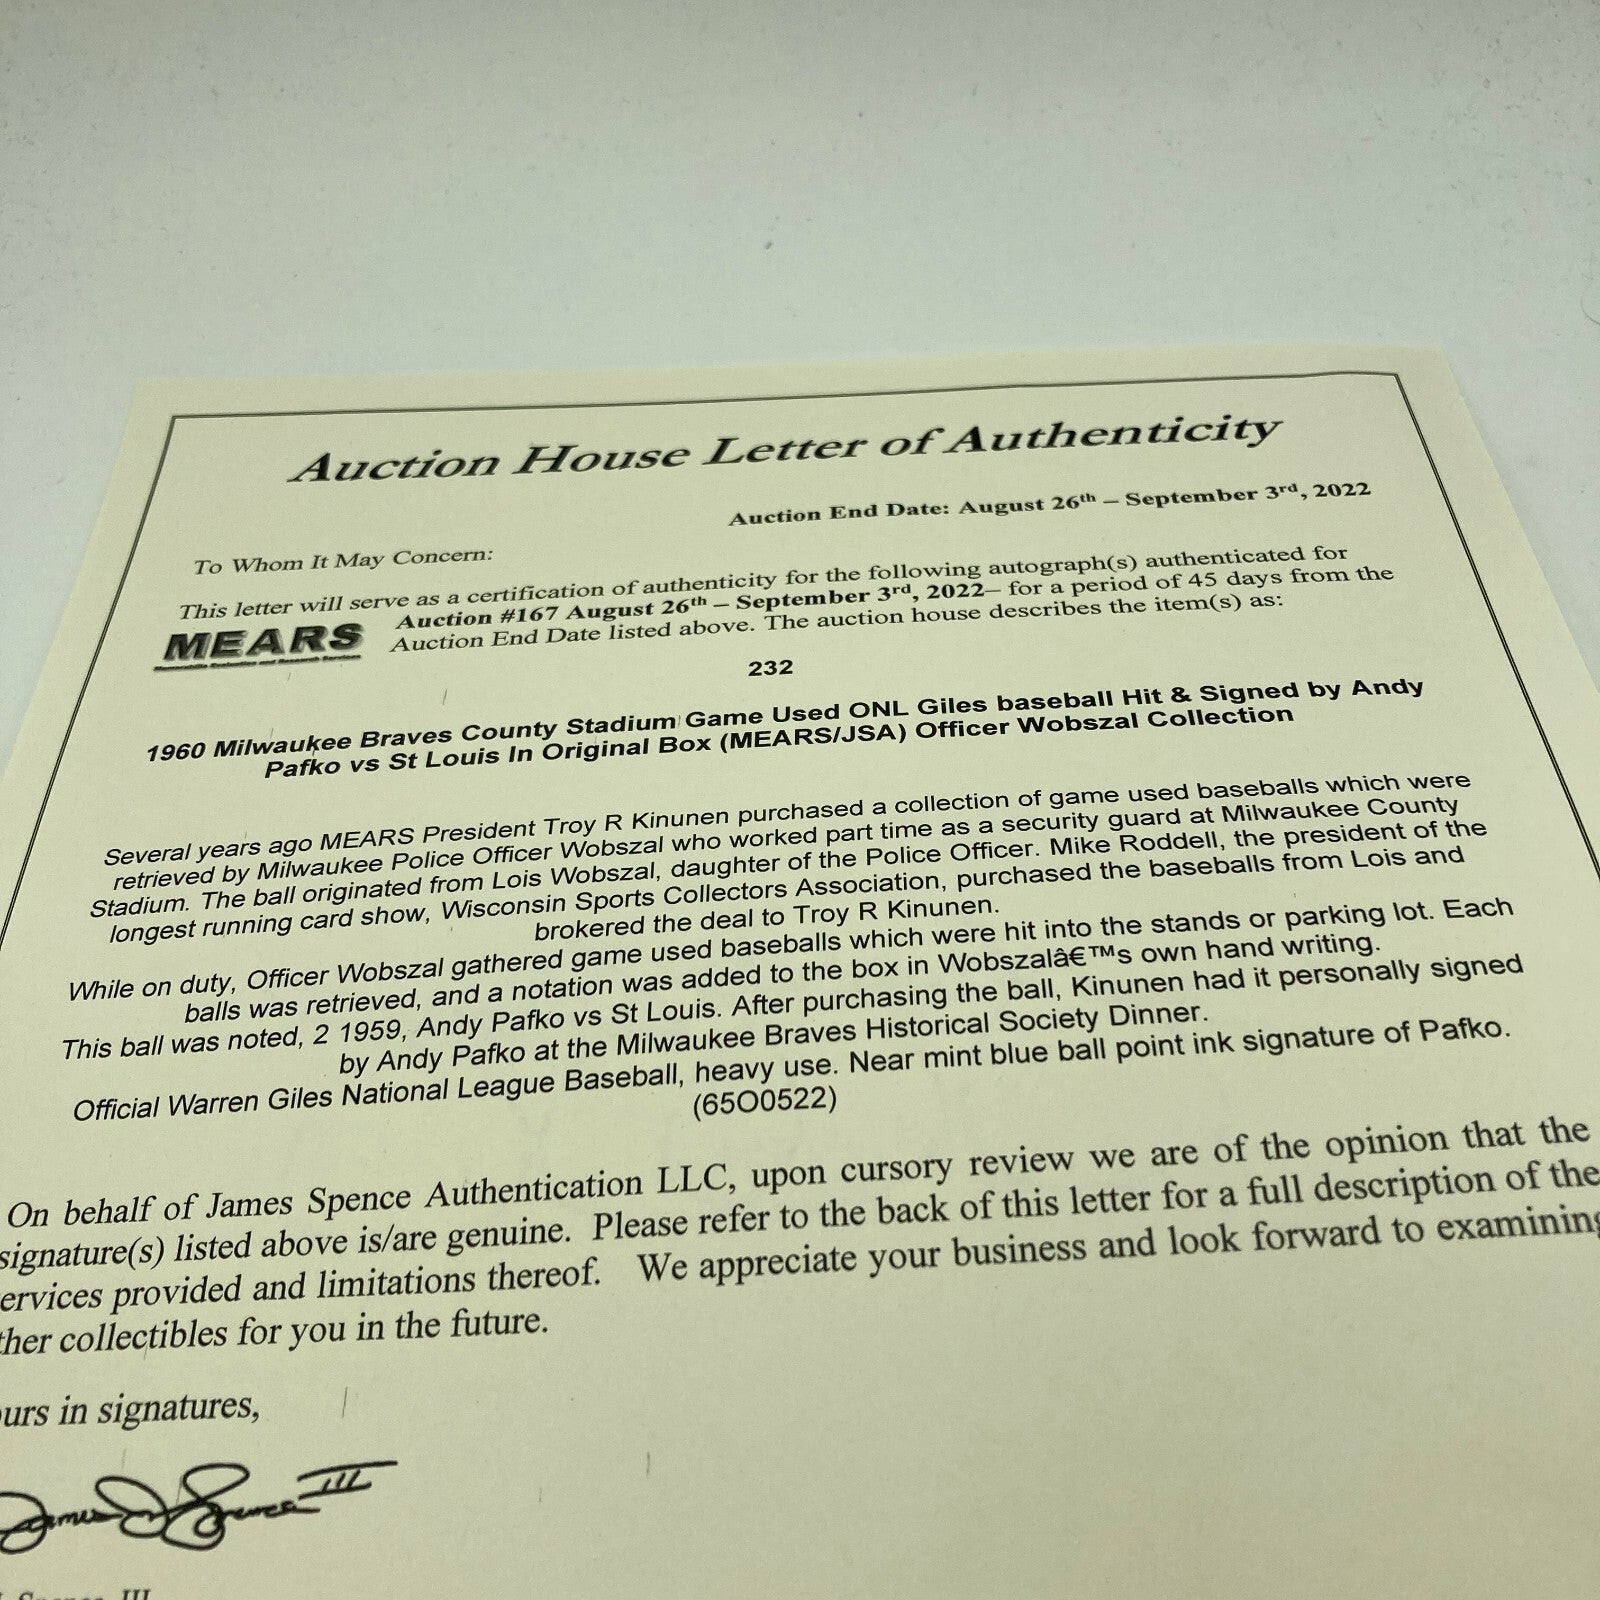 Auction House Letter of Authenticity
Auction End Date: August 26th – September 3rd, 2022
To Whom It May Concern:
This letter will serve as a certification of authenticity for the following autograph(s) authenticated for
Auction #167 August 26th – September 3rd, 2022– for a period of 45 days from the
MEARS
Memorabilia Evaluation and Research Services
Auction End Date listed above. The auction house describes the item(s) as:
232
1960 Milwaukee Braves County Stadium Game Used ONL Giles baseball Hit & Signed by Andy
Pafko vs St Louis In Original Box (MEARS/JSA) Officer Wobszal Collection
Several years ago MEARS President Troy R Kinunen purchased a collection of game used baseballs which were
retrieved by Milwaukee Police Officer Wobszal who worked part time as a security guard at Milwaukee County
Stadium. The ball originated from Lois Wobszal, daughter of the Police Officer. Mike Roddell, the president of the
longest running card show, Wisconsin Sports Collectors Association, purchased the baseballs from Lois and
brokered the deal to Troy R Kinunen.
While on duty, Officer Wobszal gathered game used baseballs which were hit into the stands or parking lot. Each
balls was retrieved, and a notation was added to the box in Wobszalâ€™s own hand writing.
This ball was noted, 2 1959, Andy Pafko vs St Louis. After purchasing the ball, Kinunen had it personally signed
by Andy Pafko at the Milwaukee Braves Historical Society Dinner.
Official Warren Giles National League Baseball, heavy use. Near mint blue ball point ink signature of Pafko.
(65O0522)
On behalf of James Spence Authentication LLC, upon cursory review we are of the opinion that the
signature(s) listed above is/are genuine. Please refer to the back of this letter for a full description of the
ervices provided and limitations thereof. We appreciate your business and look forward to examining
ther collectibles for you in the future.
ours in signatures,
James Spence III
Spence, III